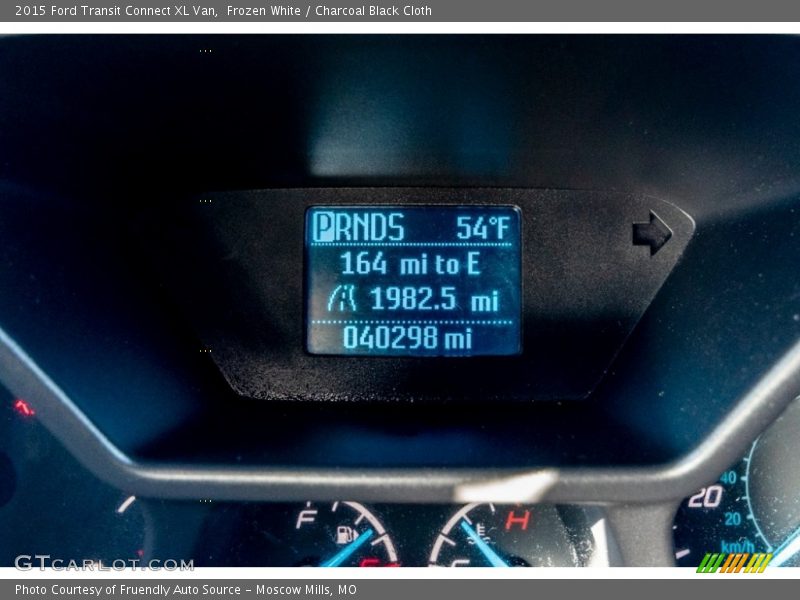 2015 Ford Transit Connect XL Van,  Frozen White / Charcoal Black Cloth
PRNDS 54°F
164 mi to E
1982.5 mi
040298 mi
F
H
40
20
20
km/h
GTCARLOT.COM
Photo Courtesy of Fruendly Auto Source – Moscow Mills, MO